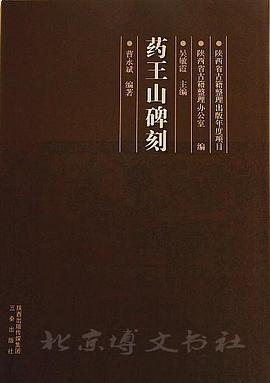 陕西省古籍整理出版年度项目
陕西省古籍整理办公室 编
吴敏霞 主编
药王山碑刻
曹永斌 编著
陕西出版传媒集团
三秦出版社
北京博文书社